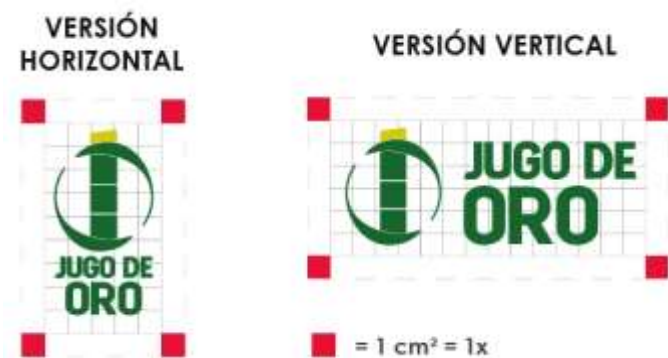 VERSIÓN
HORIZONTAL
JUGO DE
ORO
VERSIÓN VERTICAL
JUGO DE
ORO
= 1 cm² = 1x